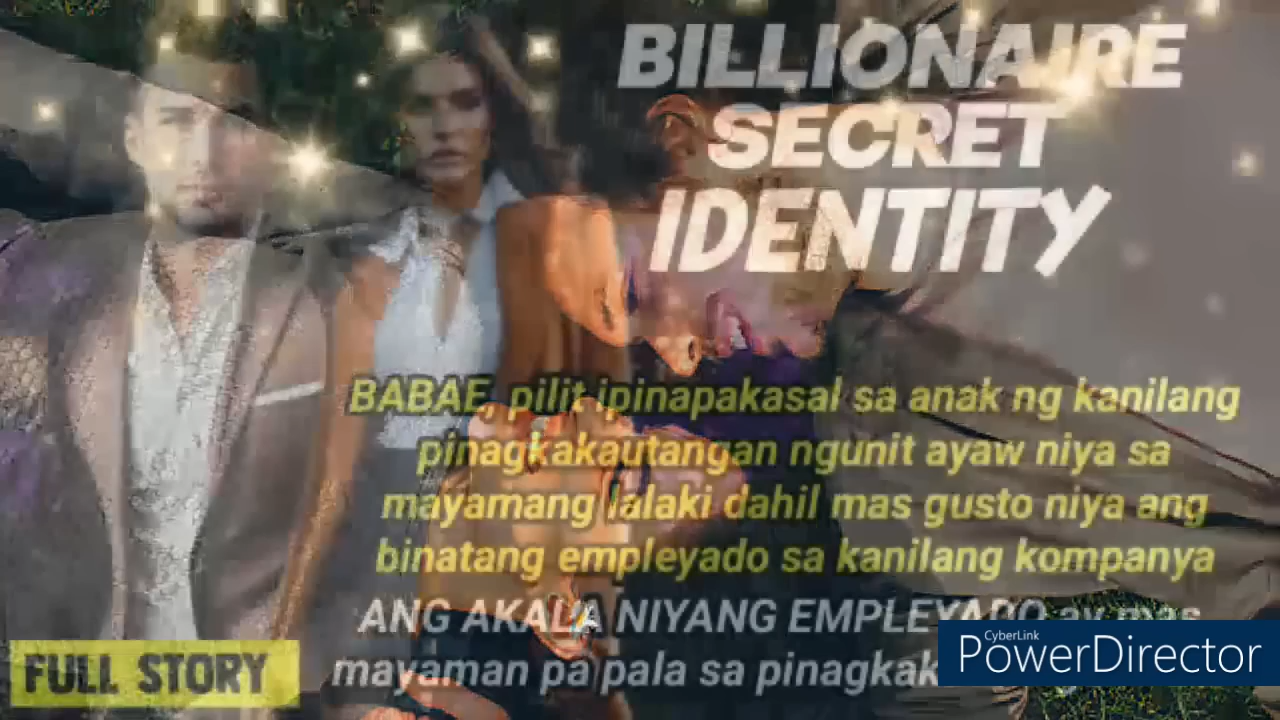 BILLIONAIRE
SECRET
IDENTITY
BABAE, pilit ipinapakasal sa anak ng kanilang
pinagkakautangan ngunit ayaw niya sa
mayamang lalaki dahil mas gusto niya ang
binatang empleyado sa kanilang kompanya
ANG AKALA NIYANG EMPLEYADO ay mas
mayaman pa pala sa
FULL STORY
CyberLink
PowerDirector